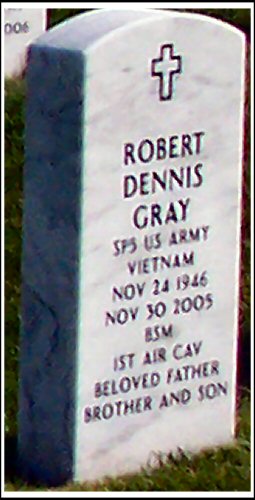 006
ROBERT
DENNIS
GRAY
SP5 US ARMY
VIETNAM
NOV 24 1946
NOV 30 2005
BSM
1ST AIR CAV
BELOVED FATHER
BROTHER AND SON